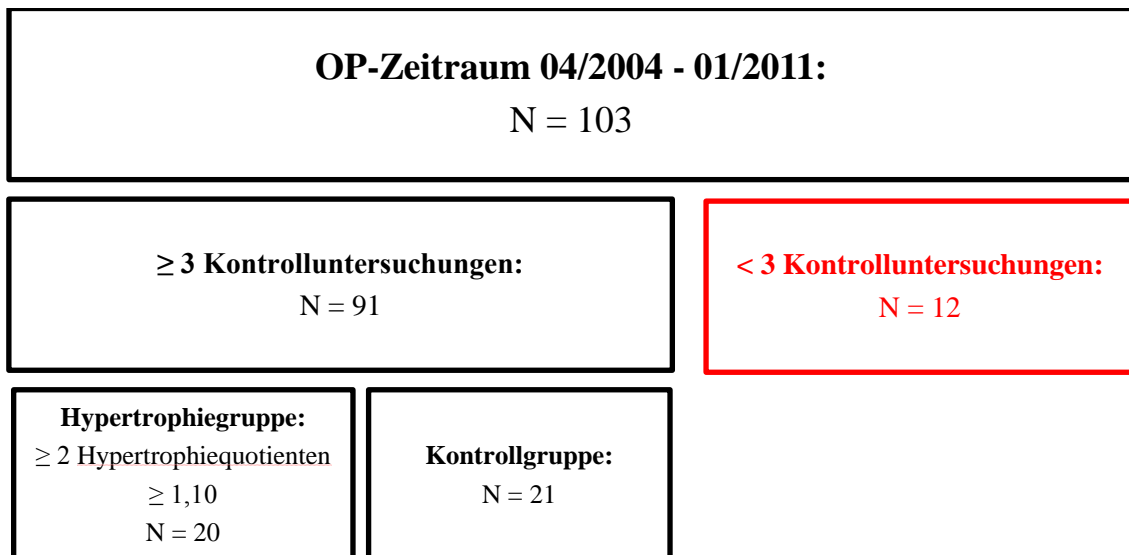 OP-Zeitraum 04/2004 - 01/2011:
N = 103
≥ 3 Kontrolluntersuchungen:
N = 91
< 3 Kontrolluntersuchungen:
N = 12
Hypertrophiegruppe:
≥ 2 Hypertrophiequotienten
≥ 1,10
N = 20
Kontrollgruppe:
N = 21